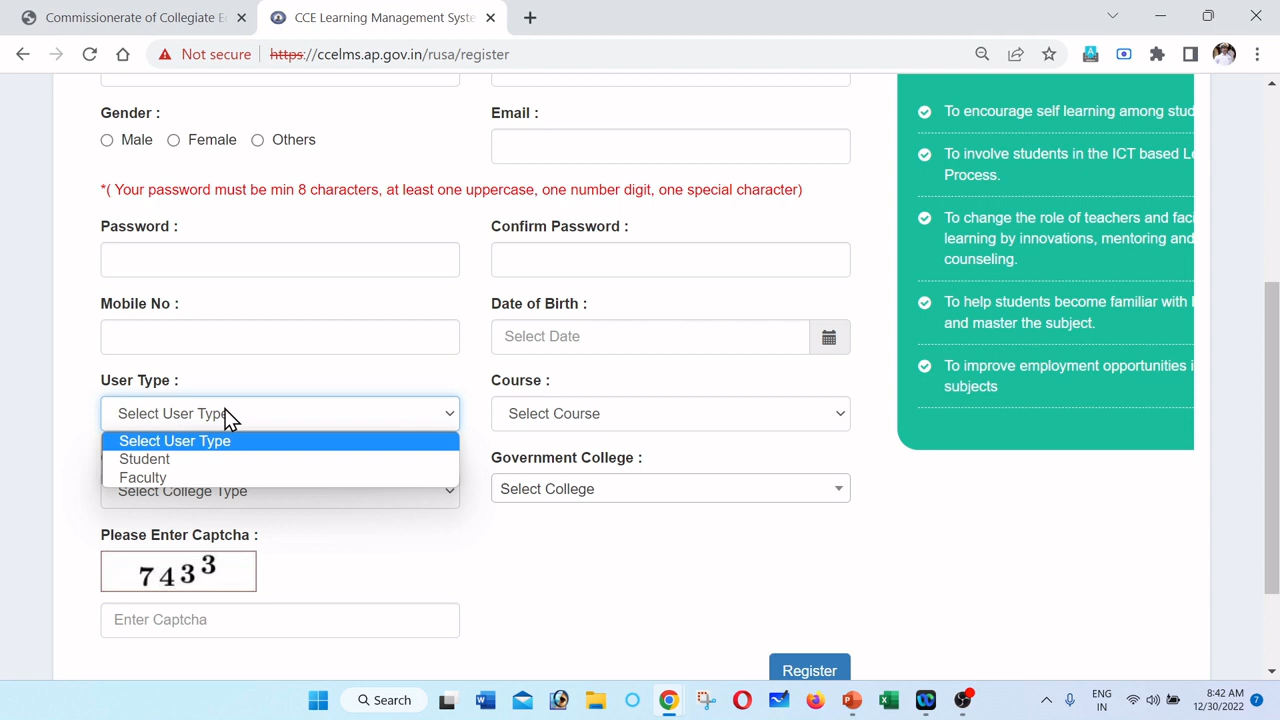 Commissionerate of Collegiate E
CCE Learning Management Syste
Not secure
https://ccelms.ap.gov.in/rusa/register
Gender :
Email :
Male
Female
Others
*( Your password must be min 8 characters, at least one uppercase, one number digit, one special character)
Password :
Confirm Password :
Mobile No :
Date of Birth :
Select Date
User Type :
Course :
Select User Type
Select Course
Select User Type
Student
Faculty
Government College :
Select College Type
Select College
Please Enter Captcha :
7433
Enter Captcha
Register
To encourage self learning among stud
To involve students in the ICT based Le
Process.
To change the role of teachers and faci
learning by innovations, mentoring and
counseling.
To help students become familiar with
and master the subject.
To improve employment opportunities i
subjects
Search
ENG
IN
8:42 AM
12/30/2022
7